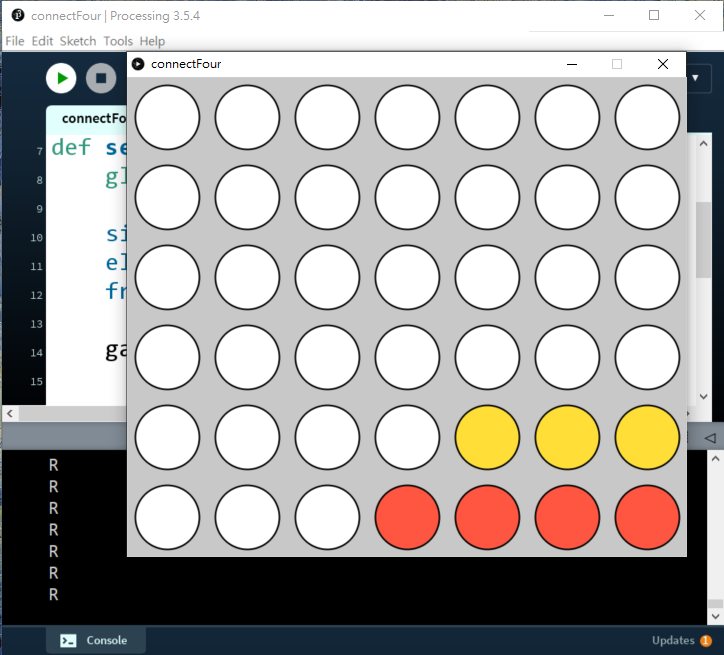 connectFour | Processing 3.5.4
File Edit Sketch Tools Help
connectFour
connectFo
7 def se
8 gl
9
10 si
11 el
12 fr
13
14 ga
15
R
R
R
R
R
R
R
Console
Updates 1